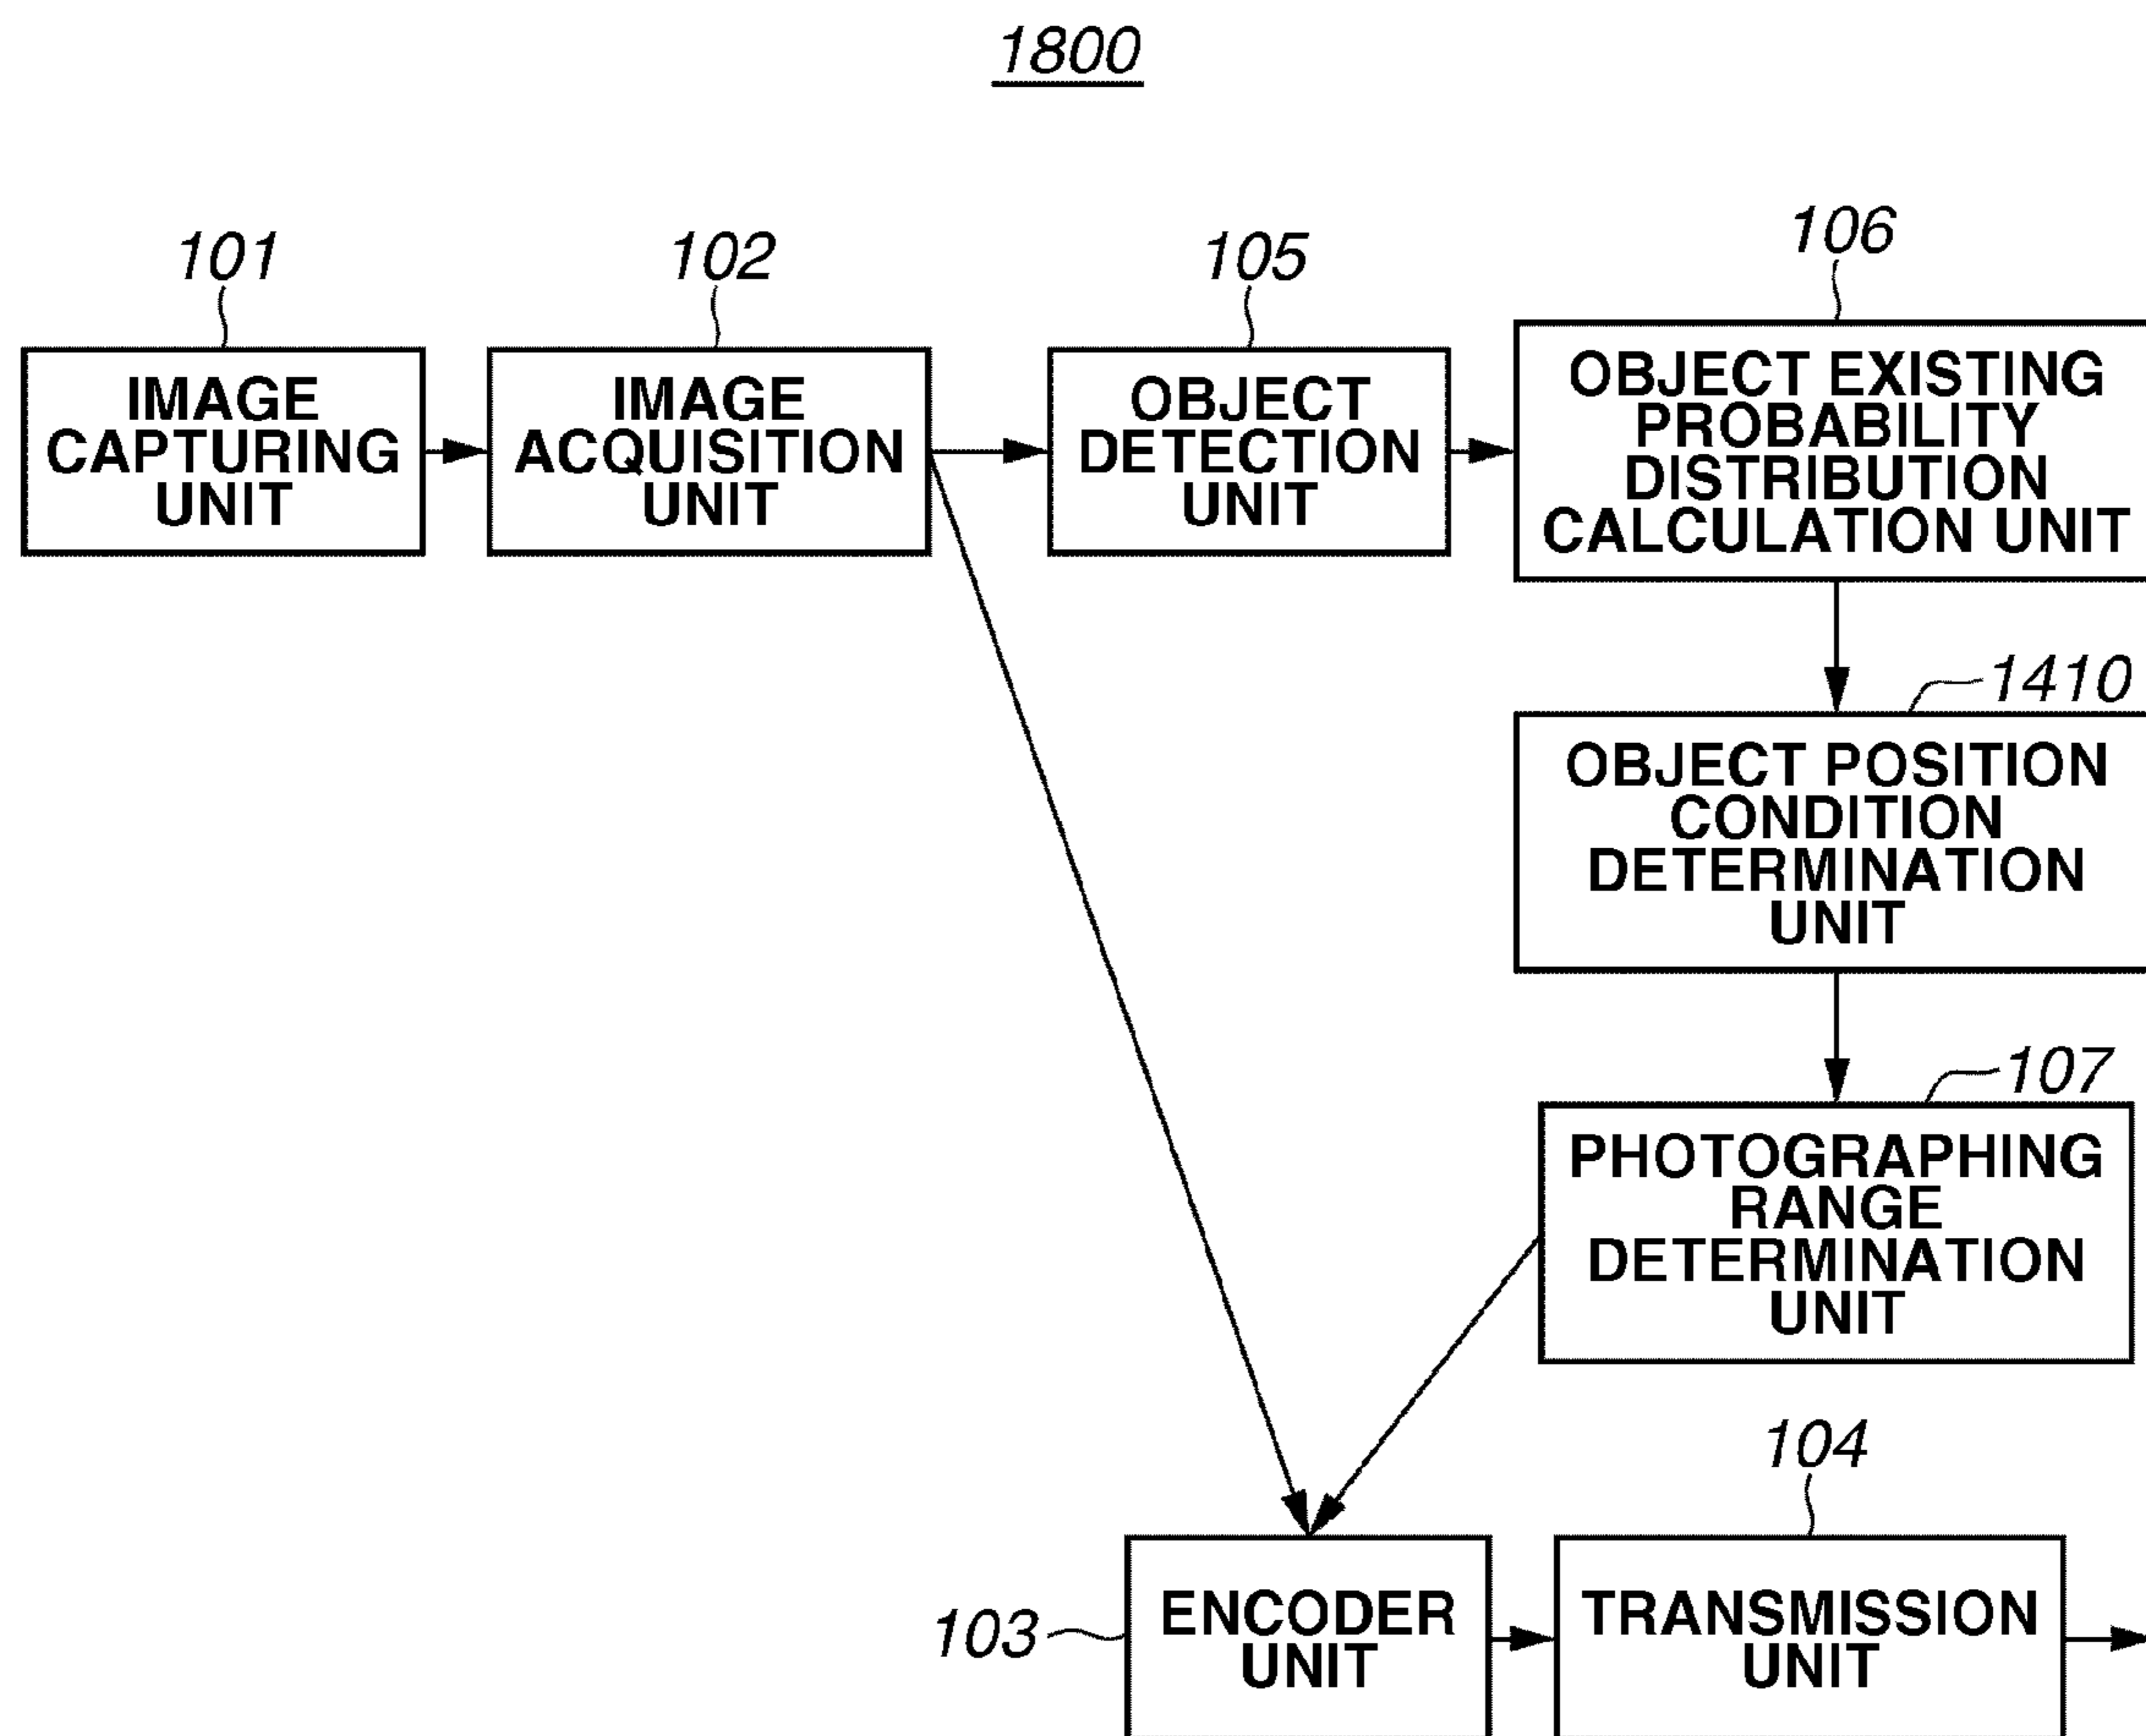 1800
101
102
105
106
IMAGE
CAPTURING
UNIT
IMAGE
ACQUISITION
UNIT
OBJECT
DETECTION
UNIT
OBJECT EXISTING
PROBABILITY
DISTRIBUTION
CALCULATION UNIT
1410
OBJECT POSITION
CONDITION
DETERMINATION
UNIT
107
PHOTOGRAPHING
RANGE
DETERMINATION
UNIT
104
103
ENCODER
UNIT
TRANSMISSION
UNIT